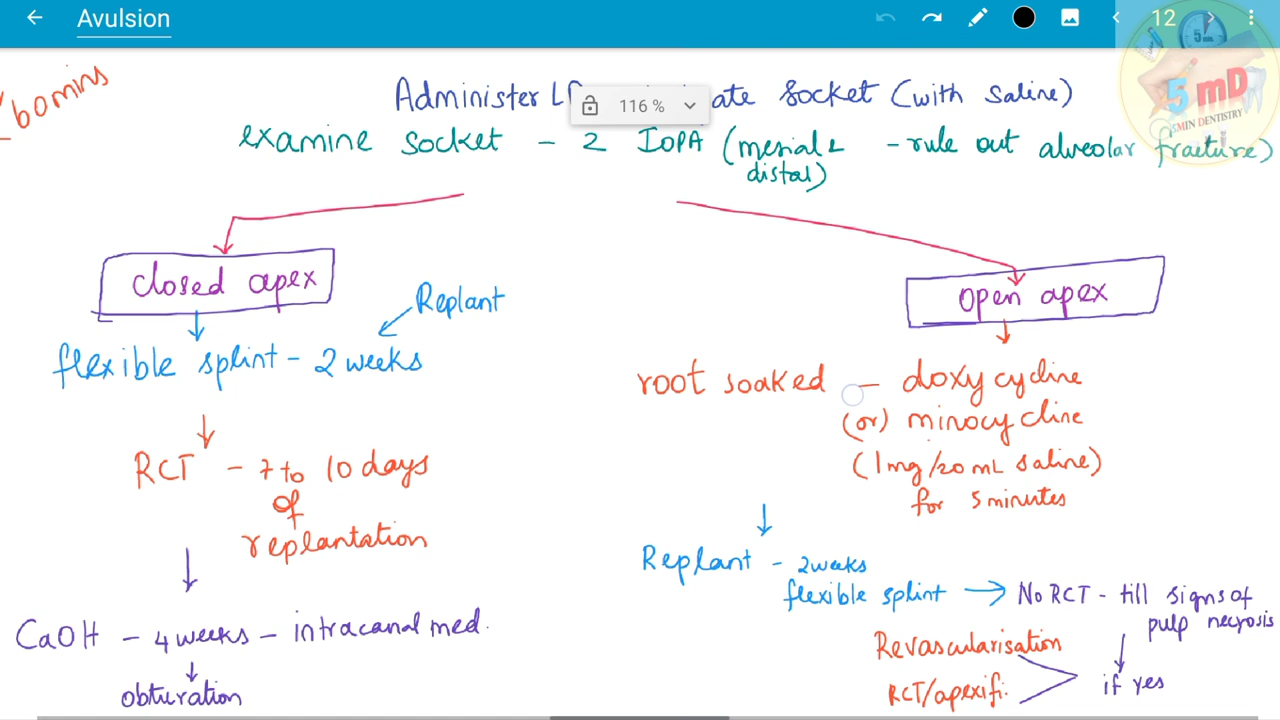 Avulsion
12
5 mD
5MIN DENTISTRY
Administer
ate Socket (with Saline)
116 %
examine socket - 2 IOPA (mesial & distal) - rule out alveolar fracture)
closed apex
Replant
flexible splint - 2 weeks
RCT - 7 to 10 days
of
replantation
CaOH - 4 weeks - intracanal med.
obturation
open apex
root soaked - doxycycline
(or) minocycline
(1mg/20 mL saline)
for 5 minutes
Replant - 2 weeks
flexible splint → No RCT - till signs of
pulp necrosis
if yes
Revascularisation
RCT/apexifi.